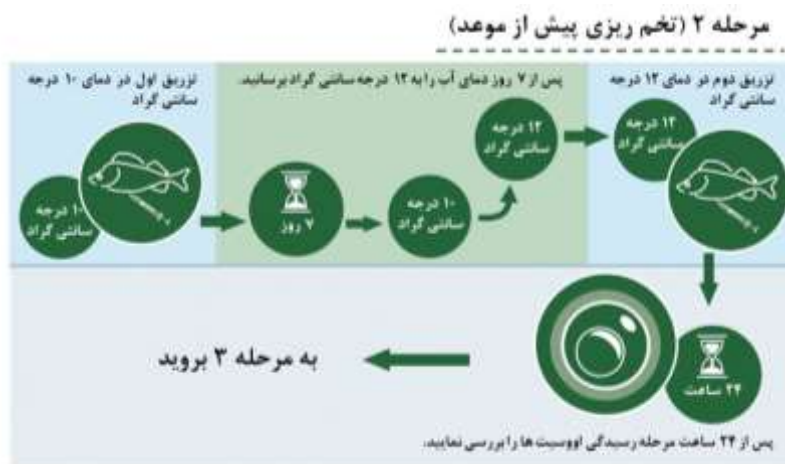 مرحله ۲ (تخم ریزی پیش از موعد)
تزریق اول در دمای ۱۰ درجه
سانتی گراد
۱۰ درجه
سانتی گراد
پس از ۷ روز دمای آب را به ۱۲ درجه سانتی گراد برسانید.
۷ روز
۱۰ درجه
سانتی گراد
۱۲ درجه
سانتی گراد
تزریق دوم در دمای ۱۲ درجه
سانتی گراد
۱۲ درجه
سانتی گراد
۲۴ ساعت
پس از ۲۴ ساعت مرحله رسیدگی اووسیت ها را بررسی نمایید.
به مرحله ۳ بروید